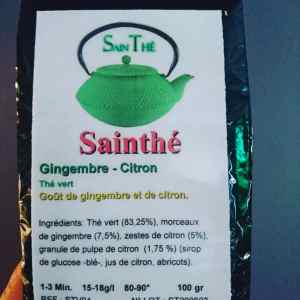 SAIN THÉ
Sainthé
Gingembre - Citron
Thé vert
Goût de gingembre et de citron.
Ingrédients: Thé vert (83,25%), morceaux
de gingembre (7,5%), zestes de citron (5%),
granule de pulpe de citron (1,75 %) (sirop
de glucose -blé-, jus de citron, abricots).
1-3 Min. 15-18g/l 80-90° 100 gr